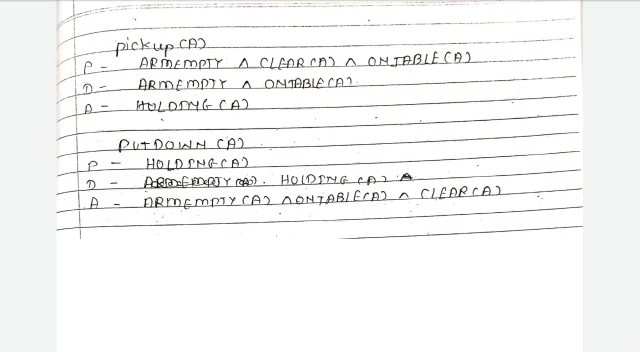 pickup(A)
P - ARMEMPTY ∧ CLEAR(A) ∧ ONTABLE(A)
D - ARMEMPTY ∧ ONTABLE(A).
A - HOLDING(A)
PUTDOWN(A)
P - HOLDING(A)
D - HOLDING(A)
A - ARMEMPTY(A) ∧ ONTABLE(A) ∧ CLEAR(A)